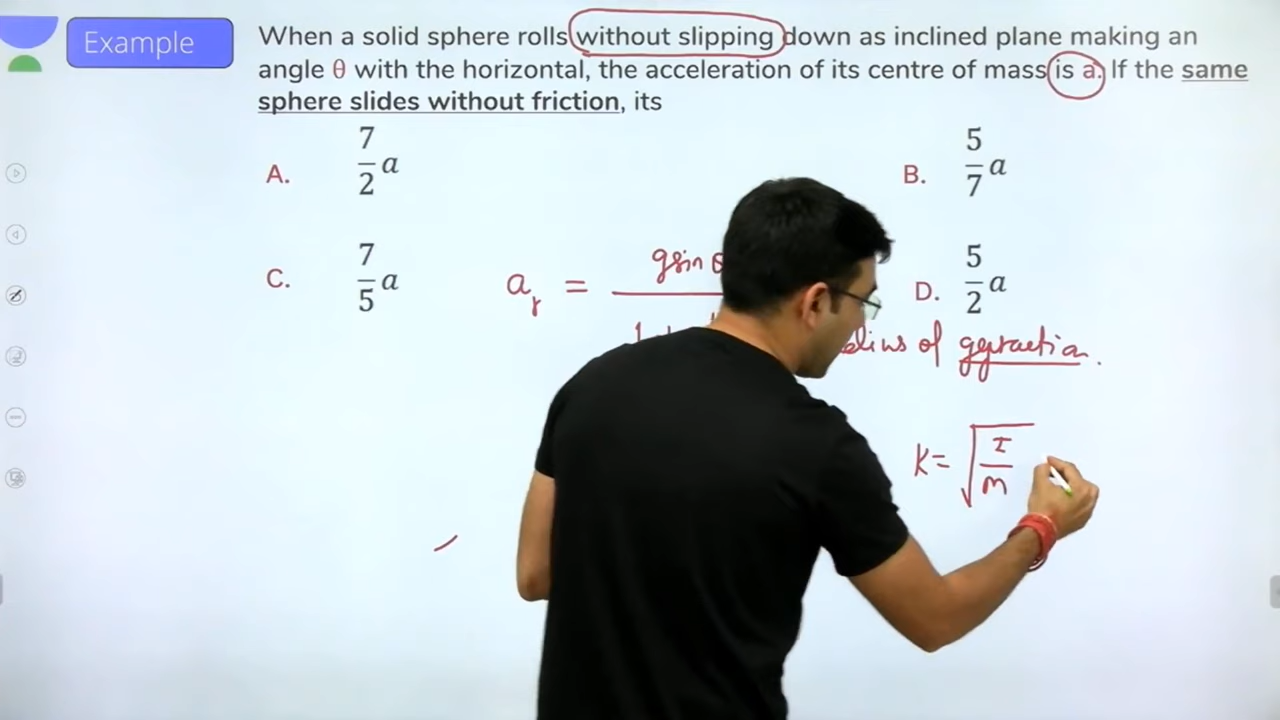 Example
When a solid sphere rolls without slipping down as inclined plane making an
angle θ with the horizontal, the acceleration of its centre of mass is a. If the same
sphere slides without friction, its
A. 7/2 a
B. 5/7 a
C. 7/5 a
D. 5/2 a
a_r = gsin θ
of gyration.
K = √(I/m)